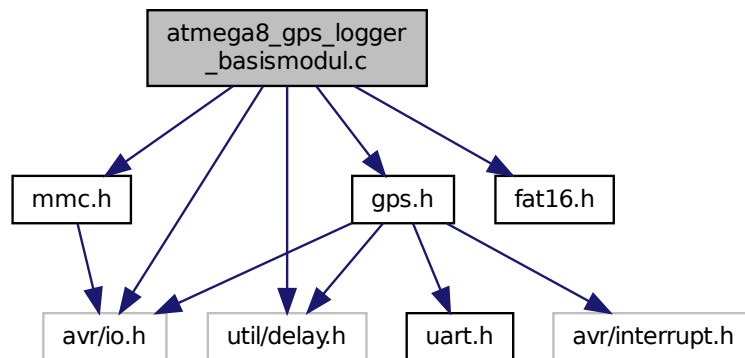 atmega8_gps_logger
_basismodul.c
mmc.h
gps.h
fat16.h
avr/io.h
util/delay.h
uart.h
avr/interrupt.h